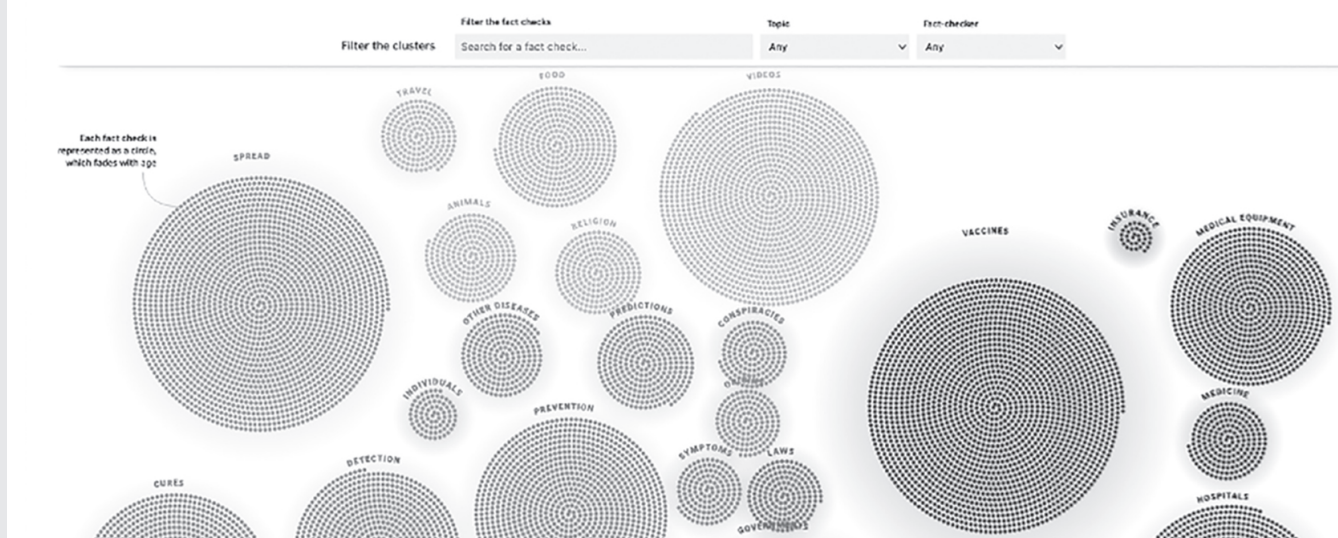 Filter the fact checks
Topic
Fact-checker
Filter the clusters
Search for a fact check...
Any
Any
FOOD
VIDEOS
TRAVEL
Each fact check is
represented as a circle,
which fades with age
SPREAD
ANIMALS
RELIGION
INSURANCE
MEDICAL EQUIPMENT
VACCINES
OTHER DISEASES
PREDICTIONS
CONSPIRACIES
INDIVIDUALS
MEDICINE
PREVENTION
SYMPTOMS
LAWS
DETECTION
CURES
HOSPITALS
GOVERNMENTS